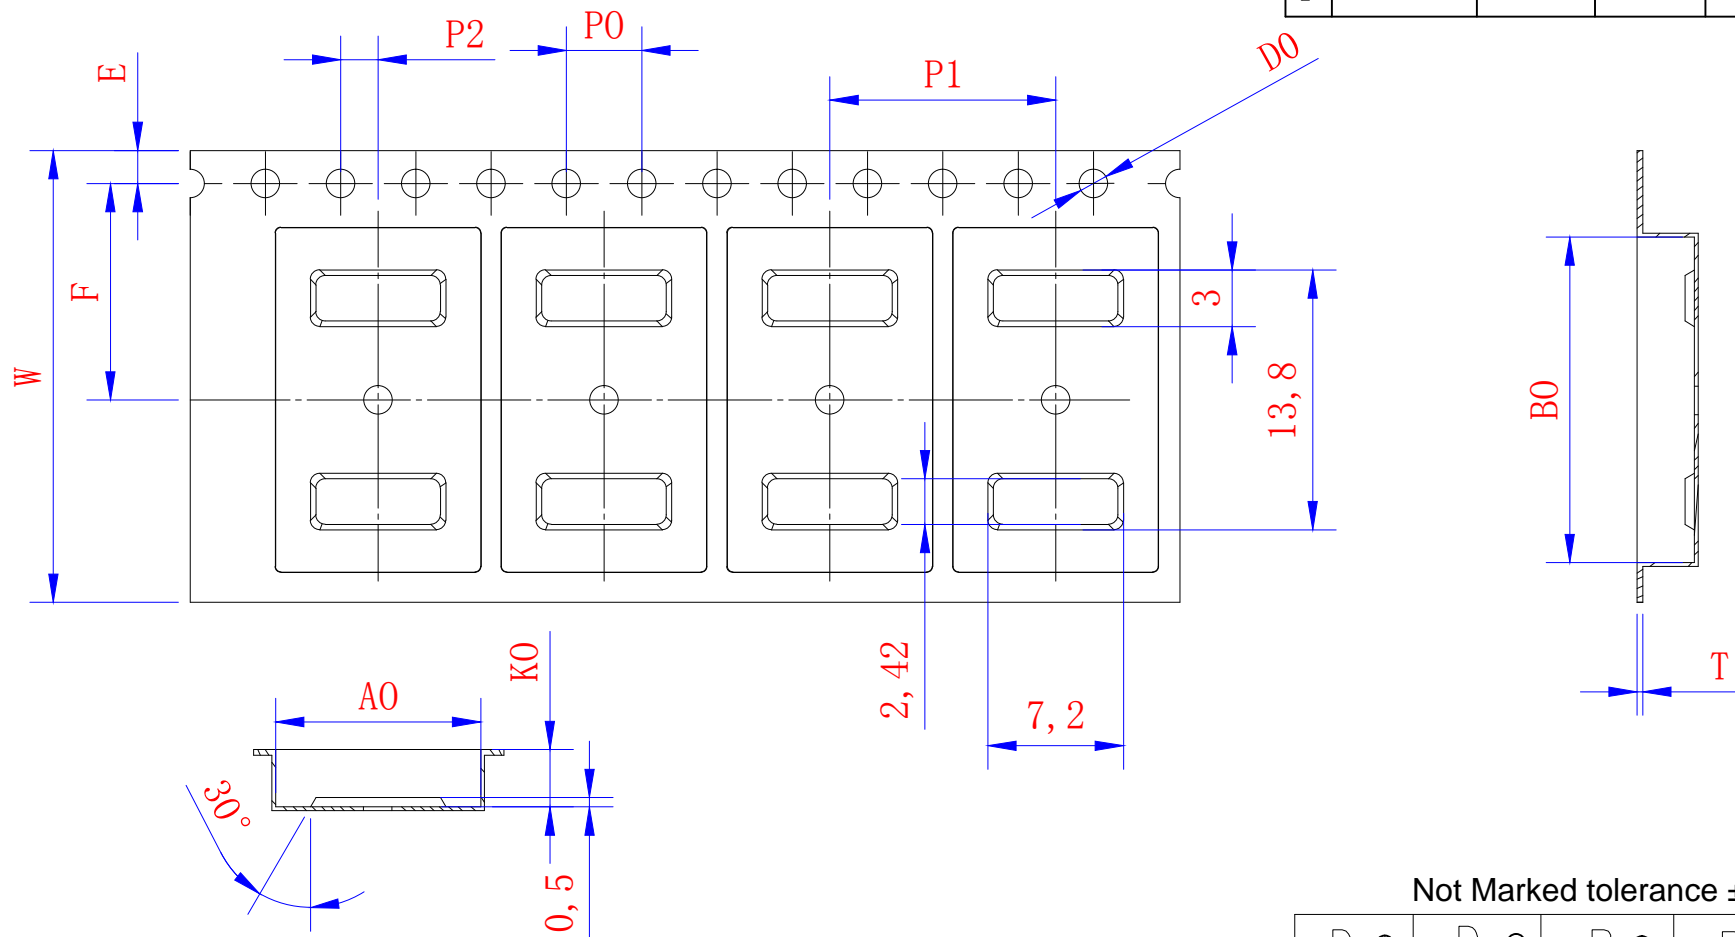 P2
P0
D0
E
P1
F
3
W
13,8
B0
K0
2,42
T
A0
7,2
30°
0,5
Not Marked tolerance ±